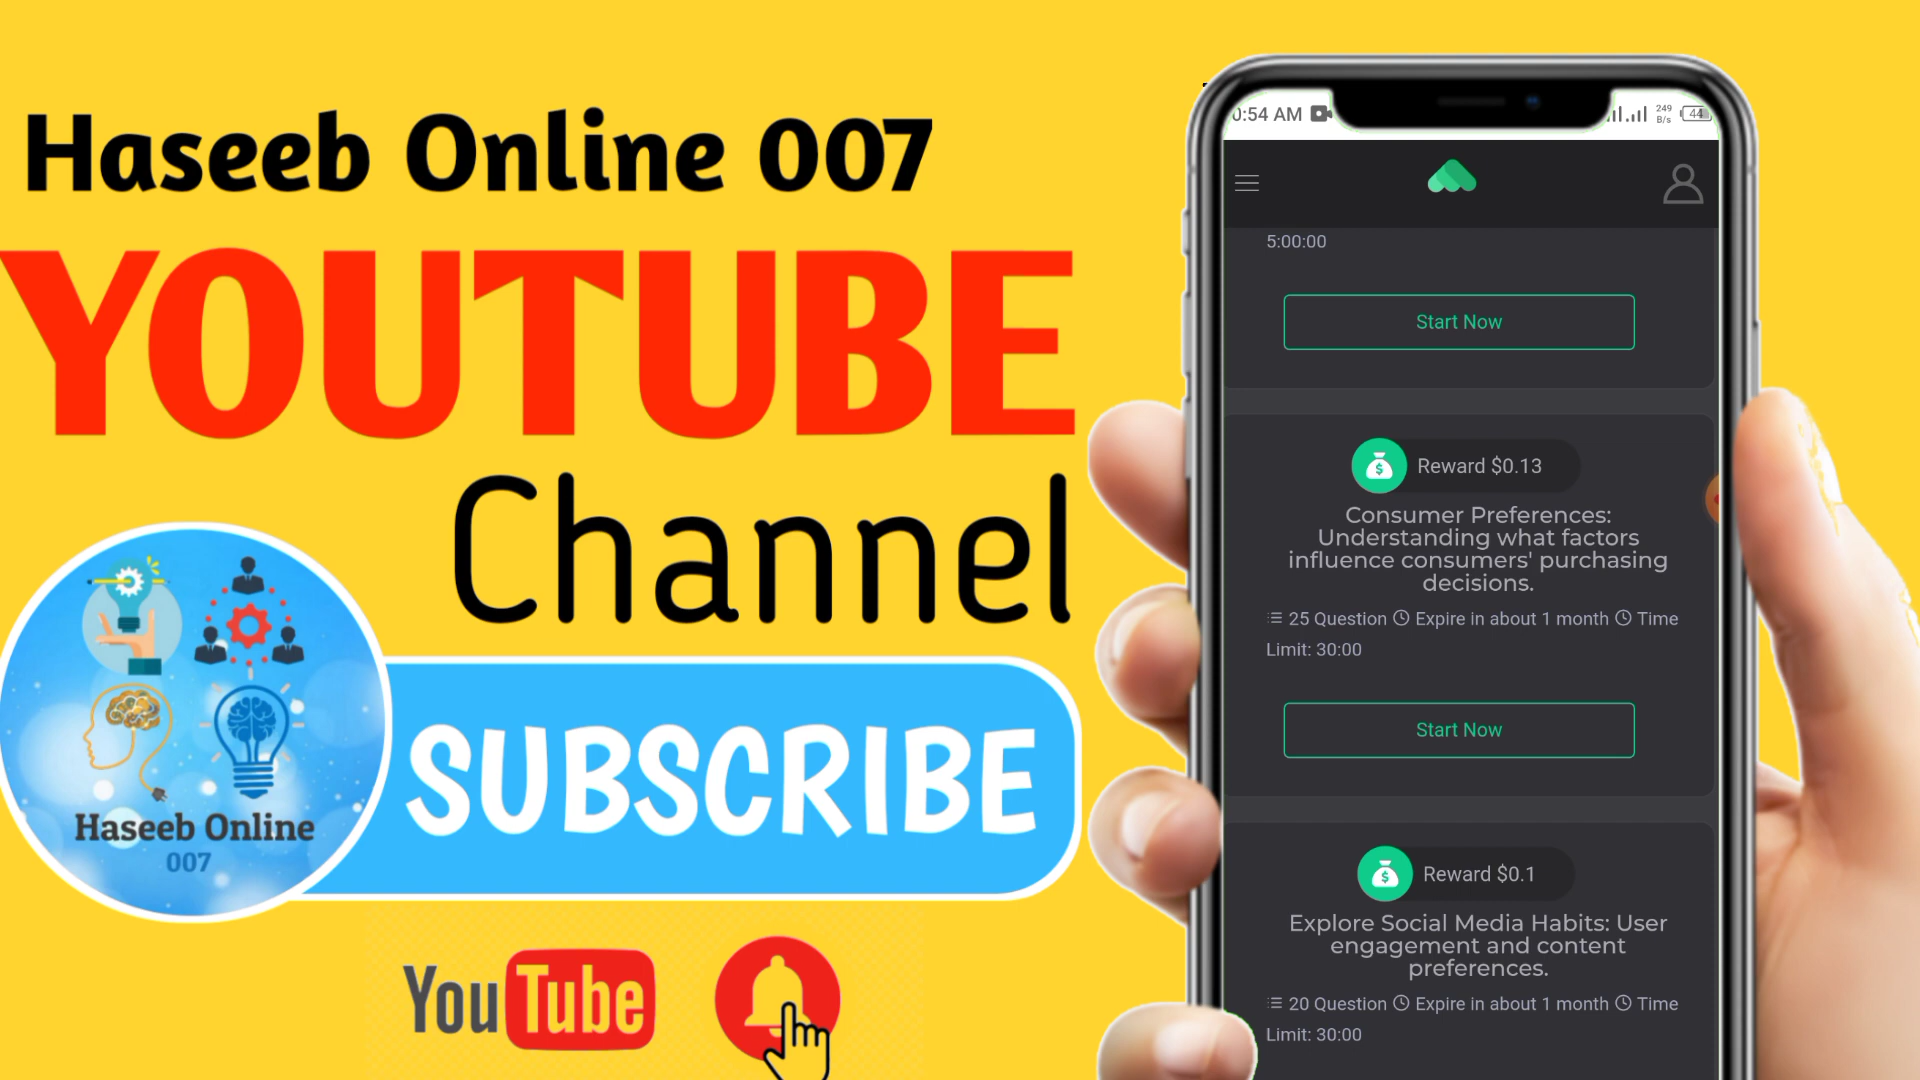 Haseeb Online 007
YOUTUBE
Channel
SUBSCRIBE
Haseeb Online
007
YouTube
0:54 AM
249
B/s
44
5:00:00
Start Now
$
Reward $0.13
Consumer Preferences:
Understanding what factors
influence consumers' purchasing
decisions.
25 Question Expire in about 1 month Time
Limit: 30:00
Start Now
$
Reward $0.1
Explore Social Media Habits: User
engagement and content
preferences.
20 Question Expire in about 1 month Time
Limit: 30:00